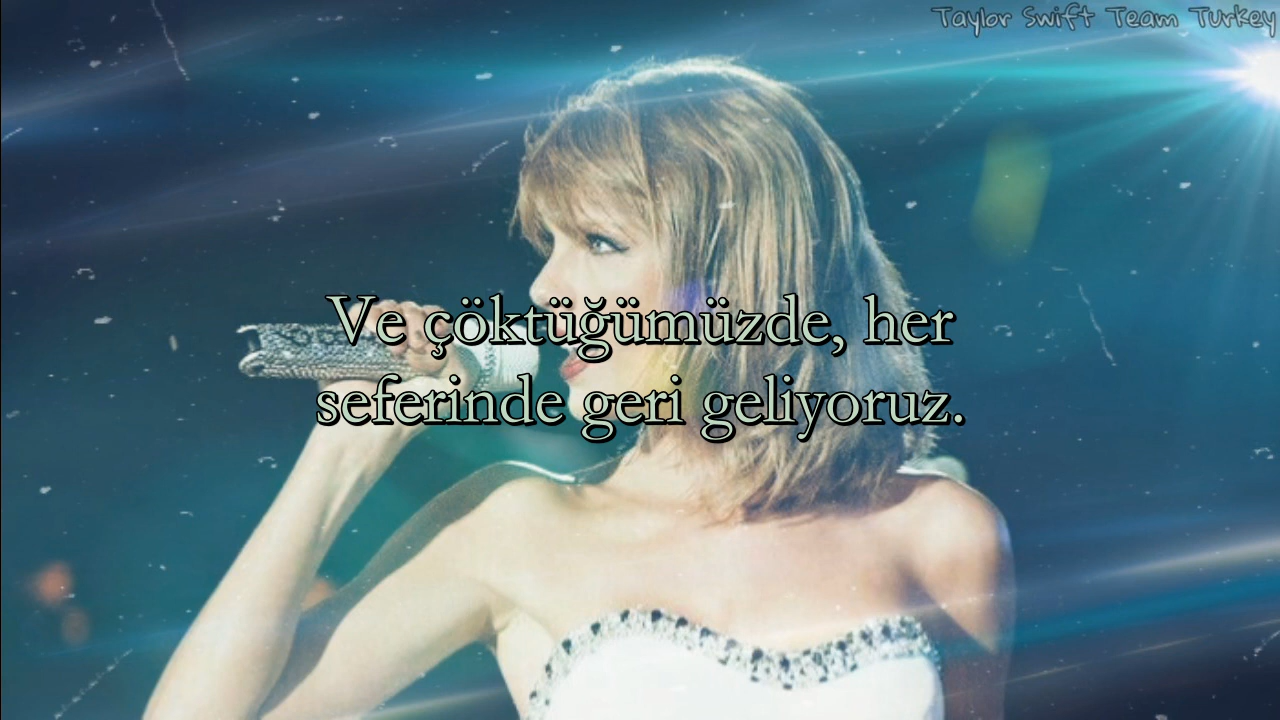 Taylor Swift Team Turkey
Ve çöktüğümüzde, her
seferinde geri geliyoruz.